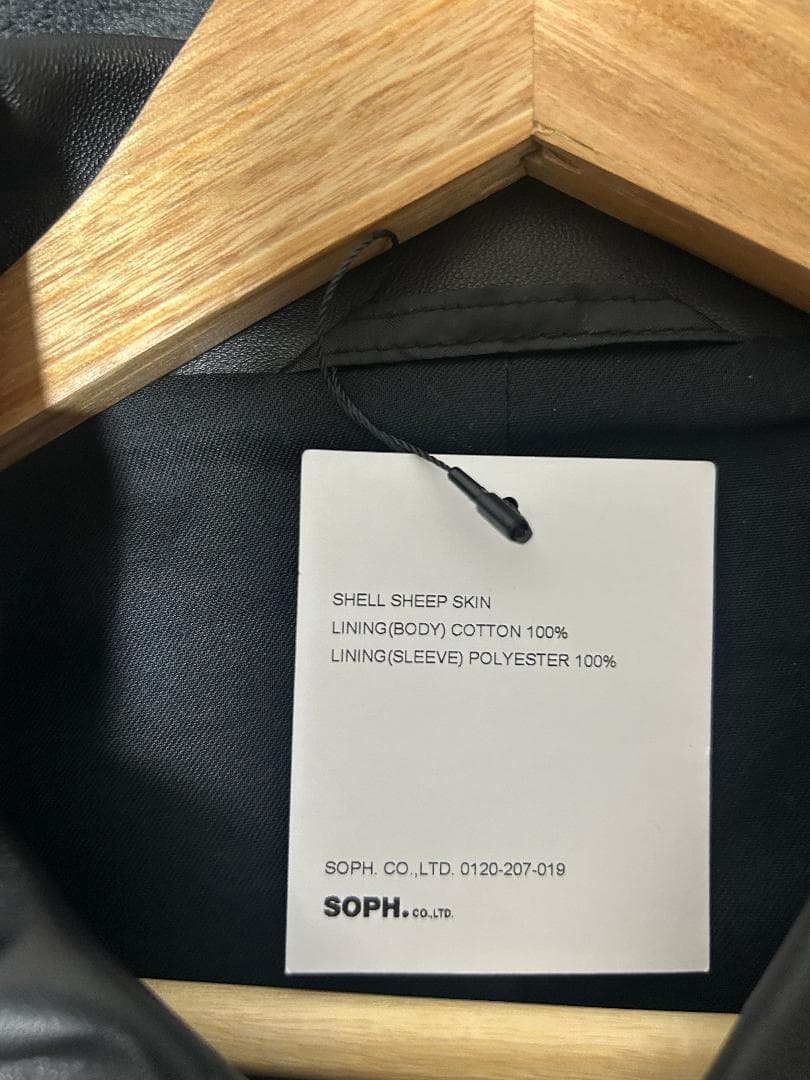 SHELL SHEEP SKIN
LINING(BODY) COTTON 100%
LINING(SLEEVE) POLYESTER 100%
SOPH. CO.,LTD. 0120-207-019
SOPH. CO.,LTD.